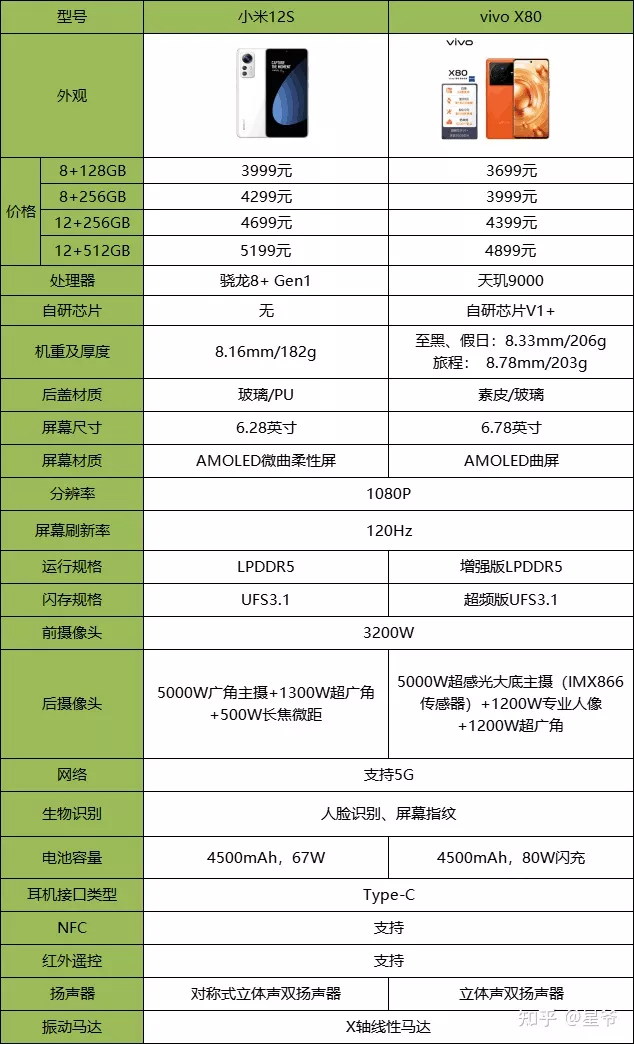 型号 小米12S vivo X80
外观
CAPTURE
THE MOMENT
vivo
X80
价格
8+128GB 3999元 3699元
8+256GB 4299元 3999元
12+256GB 4699元 4399元
12+512GB 5199元 4899元
处理器 骁龙8+ Gen1 天玑9000
自研芯片 无 自研芯片V1+
机重及厚度 8.16mm/182g 至黑、假日：8.33mm/206g
旅程： 8.78mm/203g
后盖材质 玻璃/PU 素皮/玻璃
屏幕尺寸 6.28英寸 6.78英寸
屏幕材质 AMOLED微曲柔性屏 AMOLED曲屏
分辨率 1080P
屏幕刷新率 120Hz
运行规格 LPDDR5 增强版LPDDR5
闪存规格 UFS3.1 超频版UFS3.1
前摄像头 3200W
后摄像头
5000W广角主摄+1300W超广角
+500W长焦微距
5000W超感光大底主摄（IMX866
传感器）+1200W专业人像
+1200W超广角
网络 支持5G
生物识别 人脸识别、屏幕指纹
电池容量 4500mAh，67W 4500mAh，80W闪充
耳机接口类型 Type-C
NFC 支持
红外遥控 支持
扬声器 对称式立体声双扬声器 立体声双扬声器
振动马达 X轴线性马达
知乎 @星爷